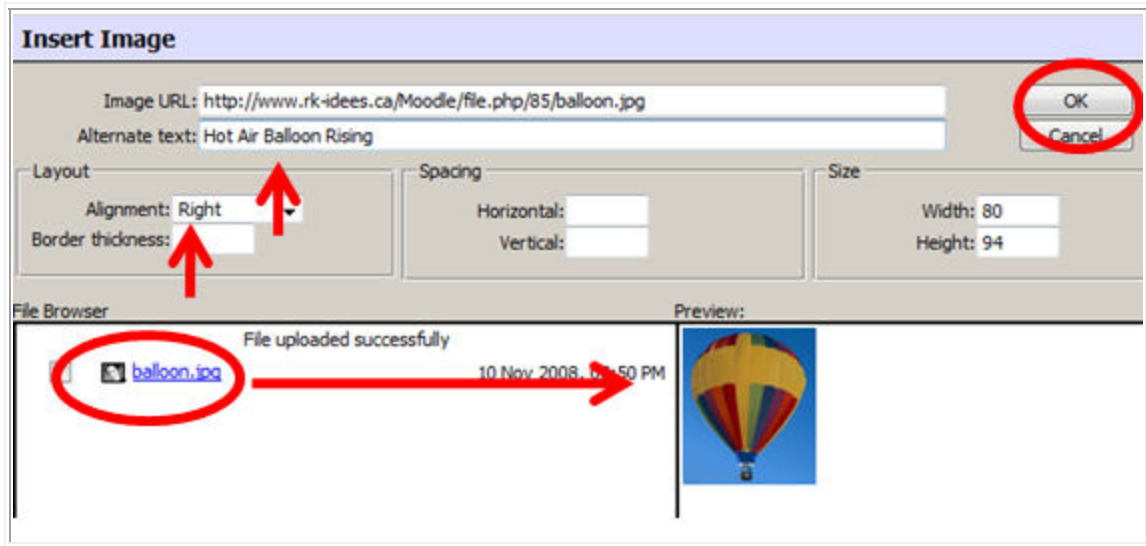 Insert Image
Image URL: http://www.rk-idees.ca/Moodle/file.php/85/balloon.jpg
OK
Alternate text: Hot Air Balloon Rising
Cancel
Layout
Spacing
Size
Alignment: Right
Horizontal:
Width: 80
Border thickness:
Vertical:
Height: 94
File Browser
Preview:
File uploaded successfully
balloon.jpg
10 Nov 2008, 50 PM